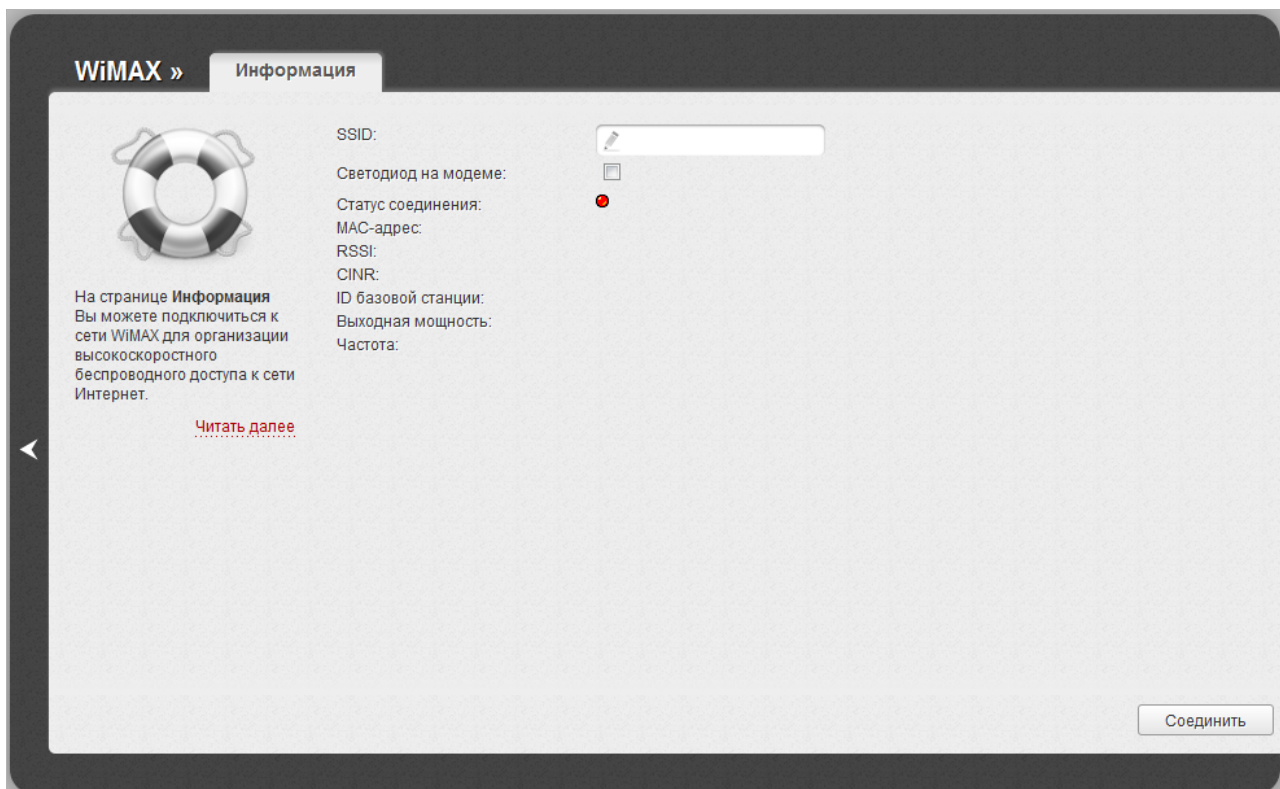 WiMAX »
Информация
SSID:
Светодиод на модеме:
Статус соединения:
MAC-адрес:
RSSI:
CINR:
ID базовой станции:
Выходная мощность:
Частота:
На странице Информация
Вы можете подключиться к
сети WiMAX для организации
высокоскоростного
беспроводного доступа к сети
Интернет.
Читать далее
Соединить